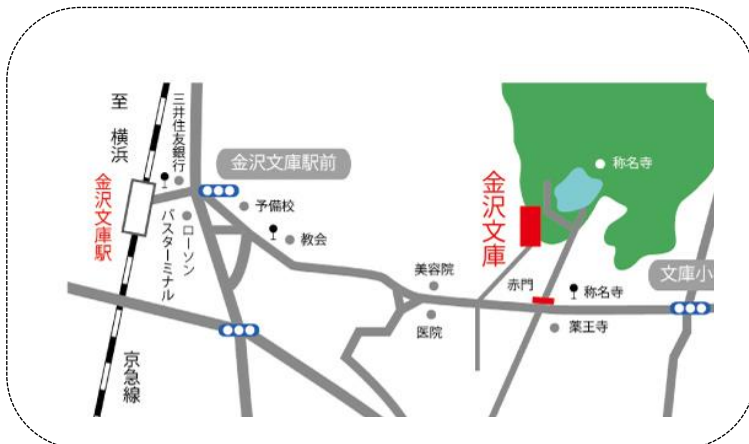 至 横浜
三井住友銀行
金沢文庫駅前
金沢文庫駅
バスターミナル
ローソン
予備校
教会
金沢文庫
称名寺
美容院
赤門
称名寺
文庫小
医院
薬王寺
京急線